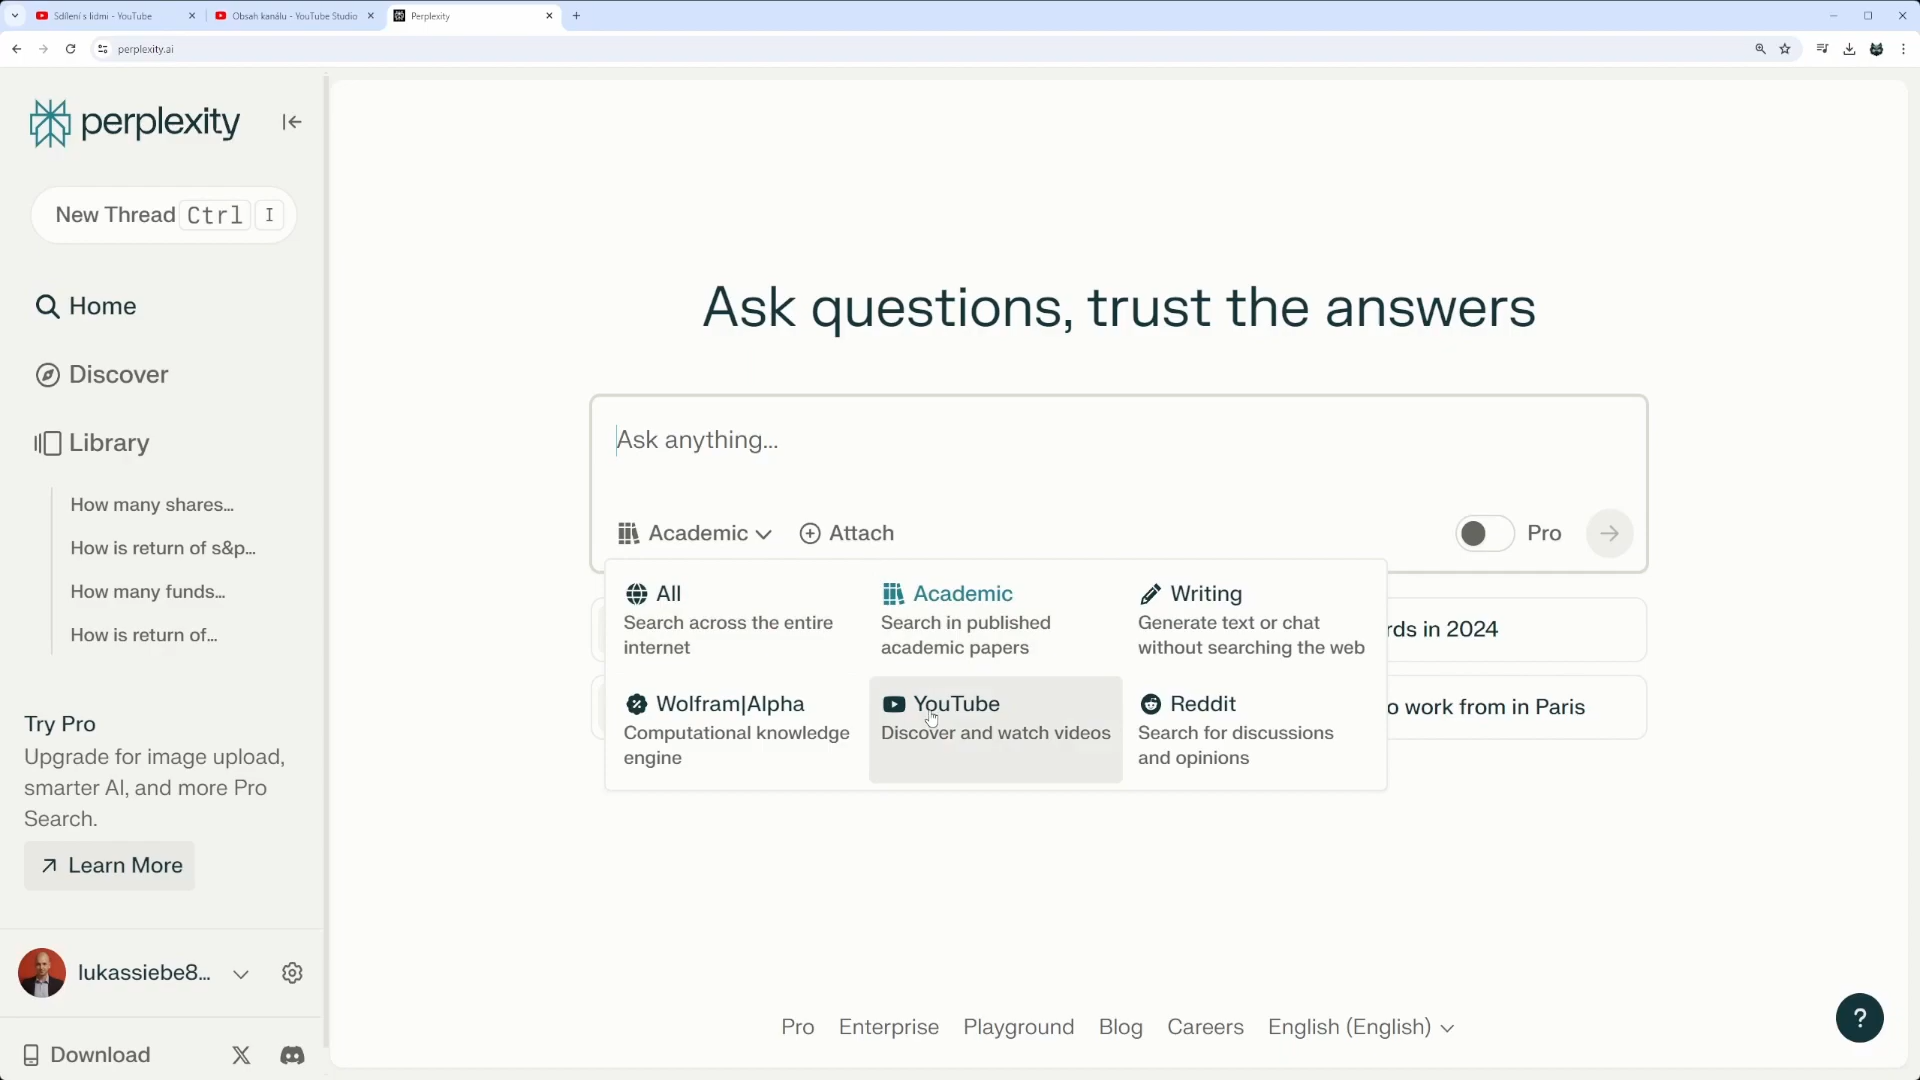 Sdílení s lidmi - YouTube
Obsah kanálu - YouTube Studio
Perplexity
perplexity.ai
perplexity
New Thread Ctrl I
Home
Discover
Library
How many shares...
How is return of s&p...
How many funds...
How is return of...
Try Pro
Upgrade for image upload,
smarter AI, and more Pro
Search.
Learn More
lukassiebe8...
Download
Ask questions, trust the answers
Ask anything...
Academic
Attach
Pro
All
Search across the entire
internet
Academic
Search in published
academic papers
Writing
Generate text or chat
without searching the web
Wolfram|Alpha
Computational knowledge
engine
YouTube
Discover and watch videos
Reddit
Search for discussions
and opinions
rds in 2024
o work from in Paris
Pro
Enterprise
Playground
Blog
Careers
English (English)
?